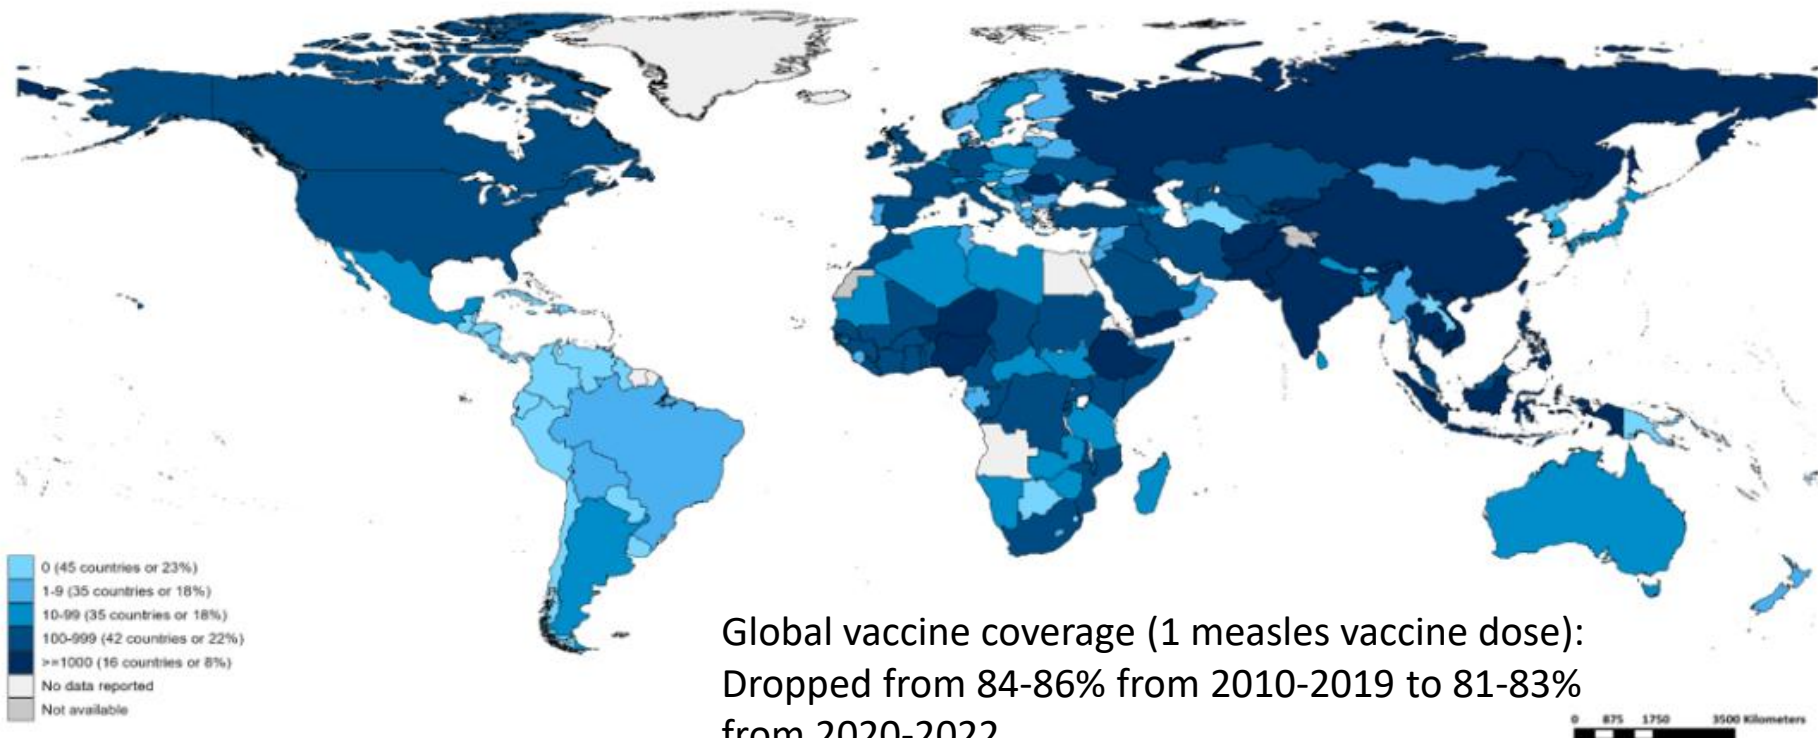 0 (45 countries or 23%)
1-9 (35 countries or 18%)
10-99 (35 countries or 18%)
100-999 (42 countries or 22%)
>=1000 (16 countries or 8%)
No data reported
Not available
Global vaccine coverage (1 measles vaccine dose):
Dropped from 84-86% from 2010-2019 to 81-83%
from 2020-2022
0 875 1750 3500 Kilometers